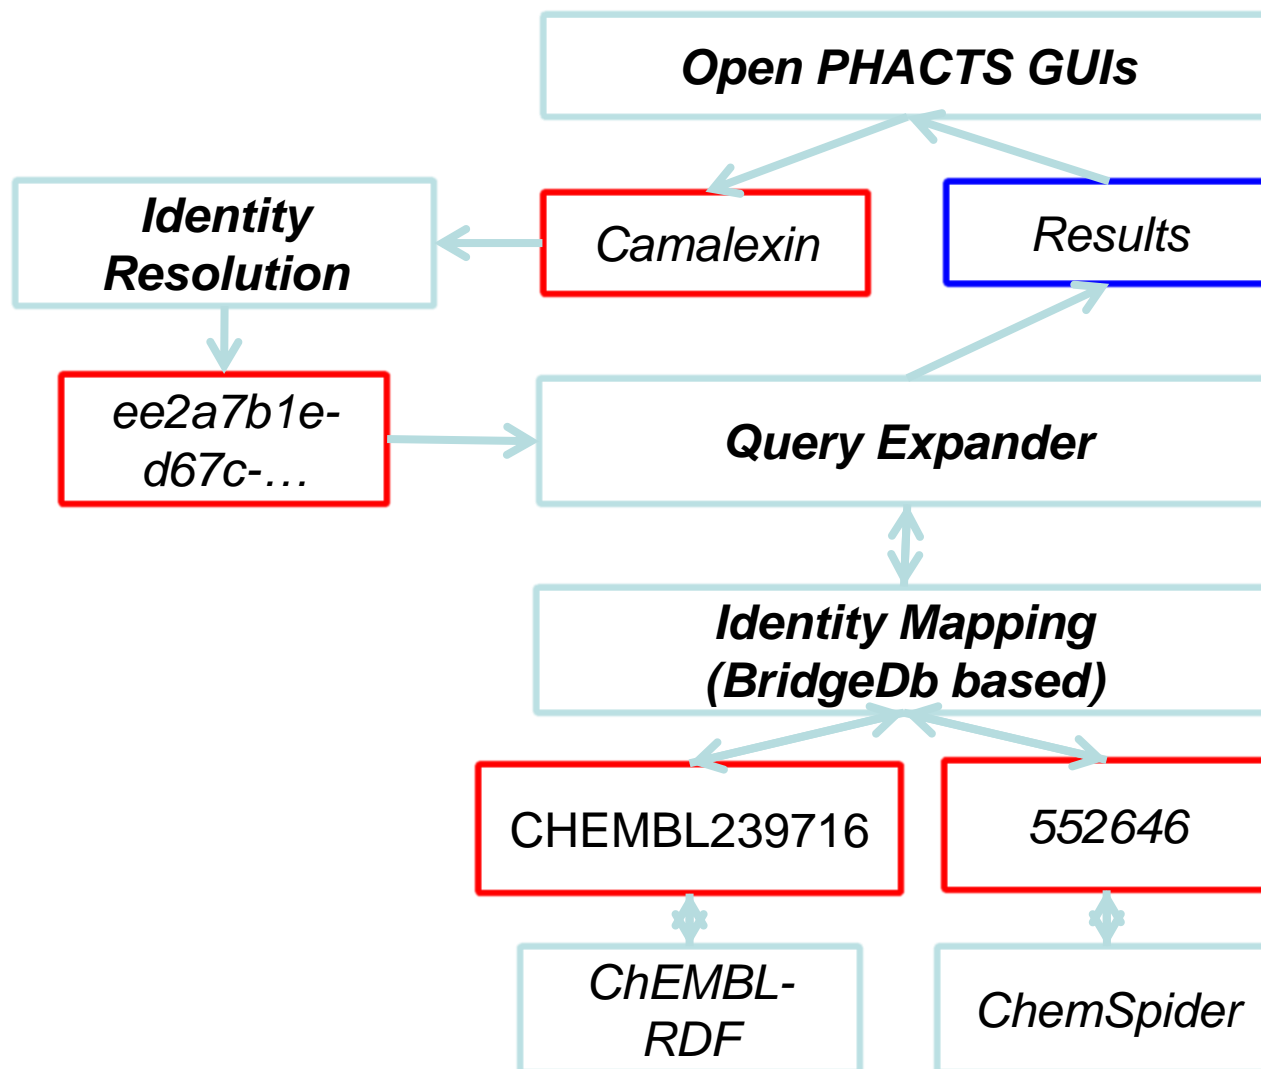 Open PHACTS GUIs
Identity
Resolution
Camalexin
Results
ee2a7b1e-
d67c-…
Query Expander
Identity Mapping
(BridgeDb based)
CHEMBL239716
552646
ChEMBL-
RDF
ChemSpider